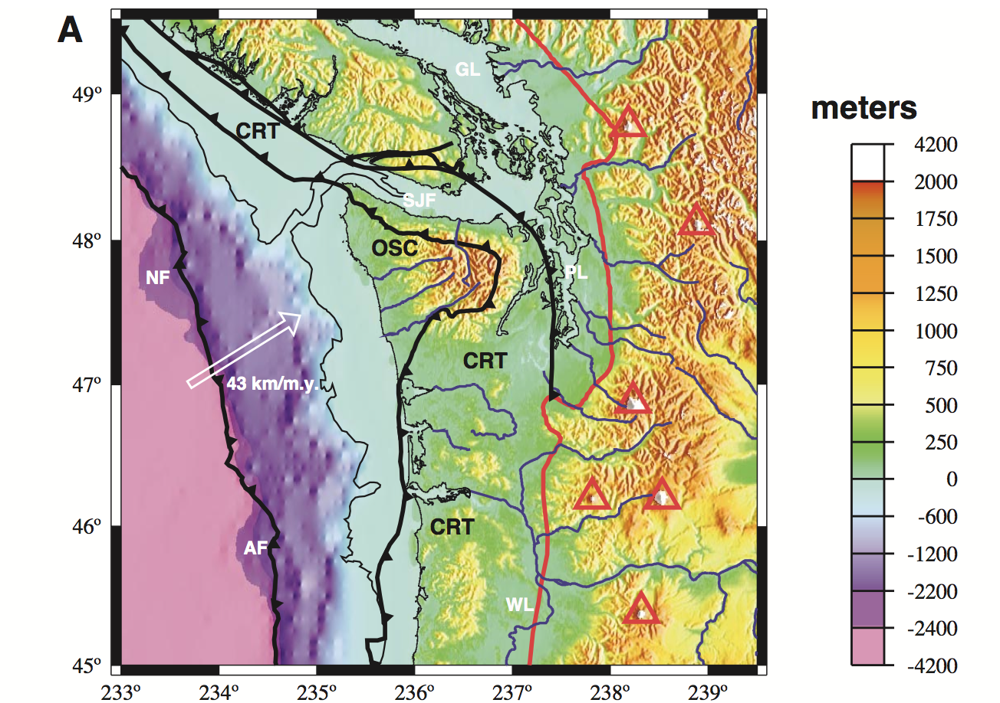 A
GL
49°
meters
CRT
4200
2000
SJF
1750
48°
OSC
1500
NF
PL
1250
1000
CRT
750
47°
43 km/m.y.
500
250
0
46°
CRT
-600
AF
-1200
-2200
WL
-2400
45°
-4200
233°
234°
235°
236°
237°
238°
239°